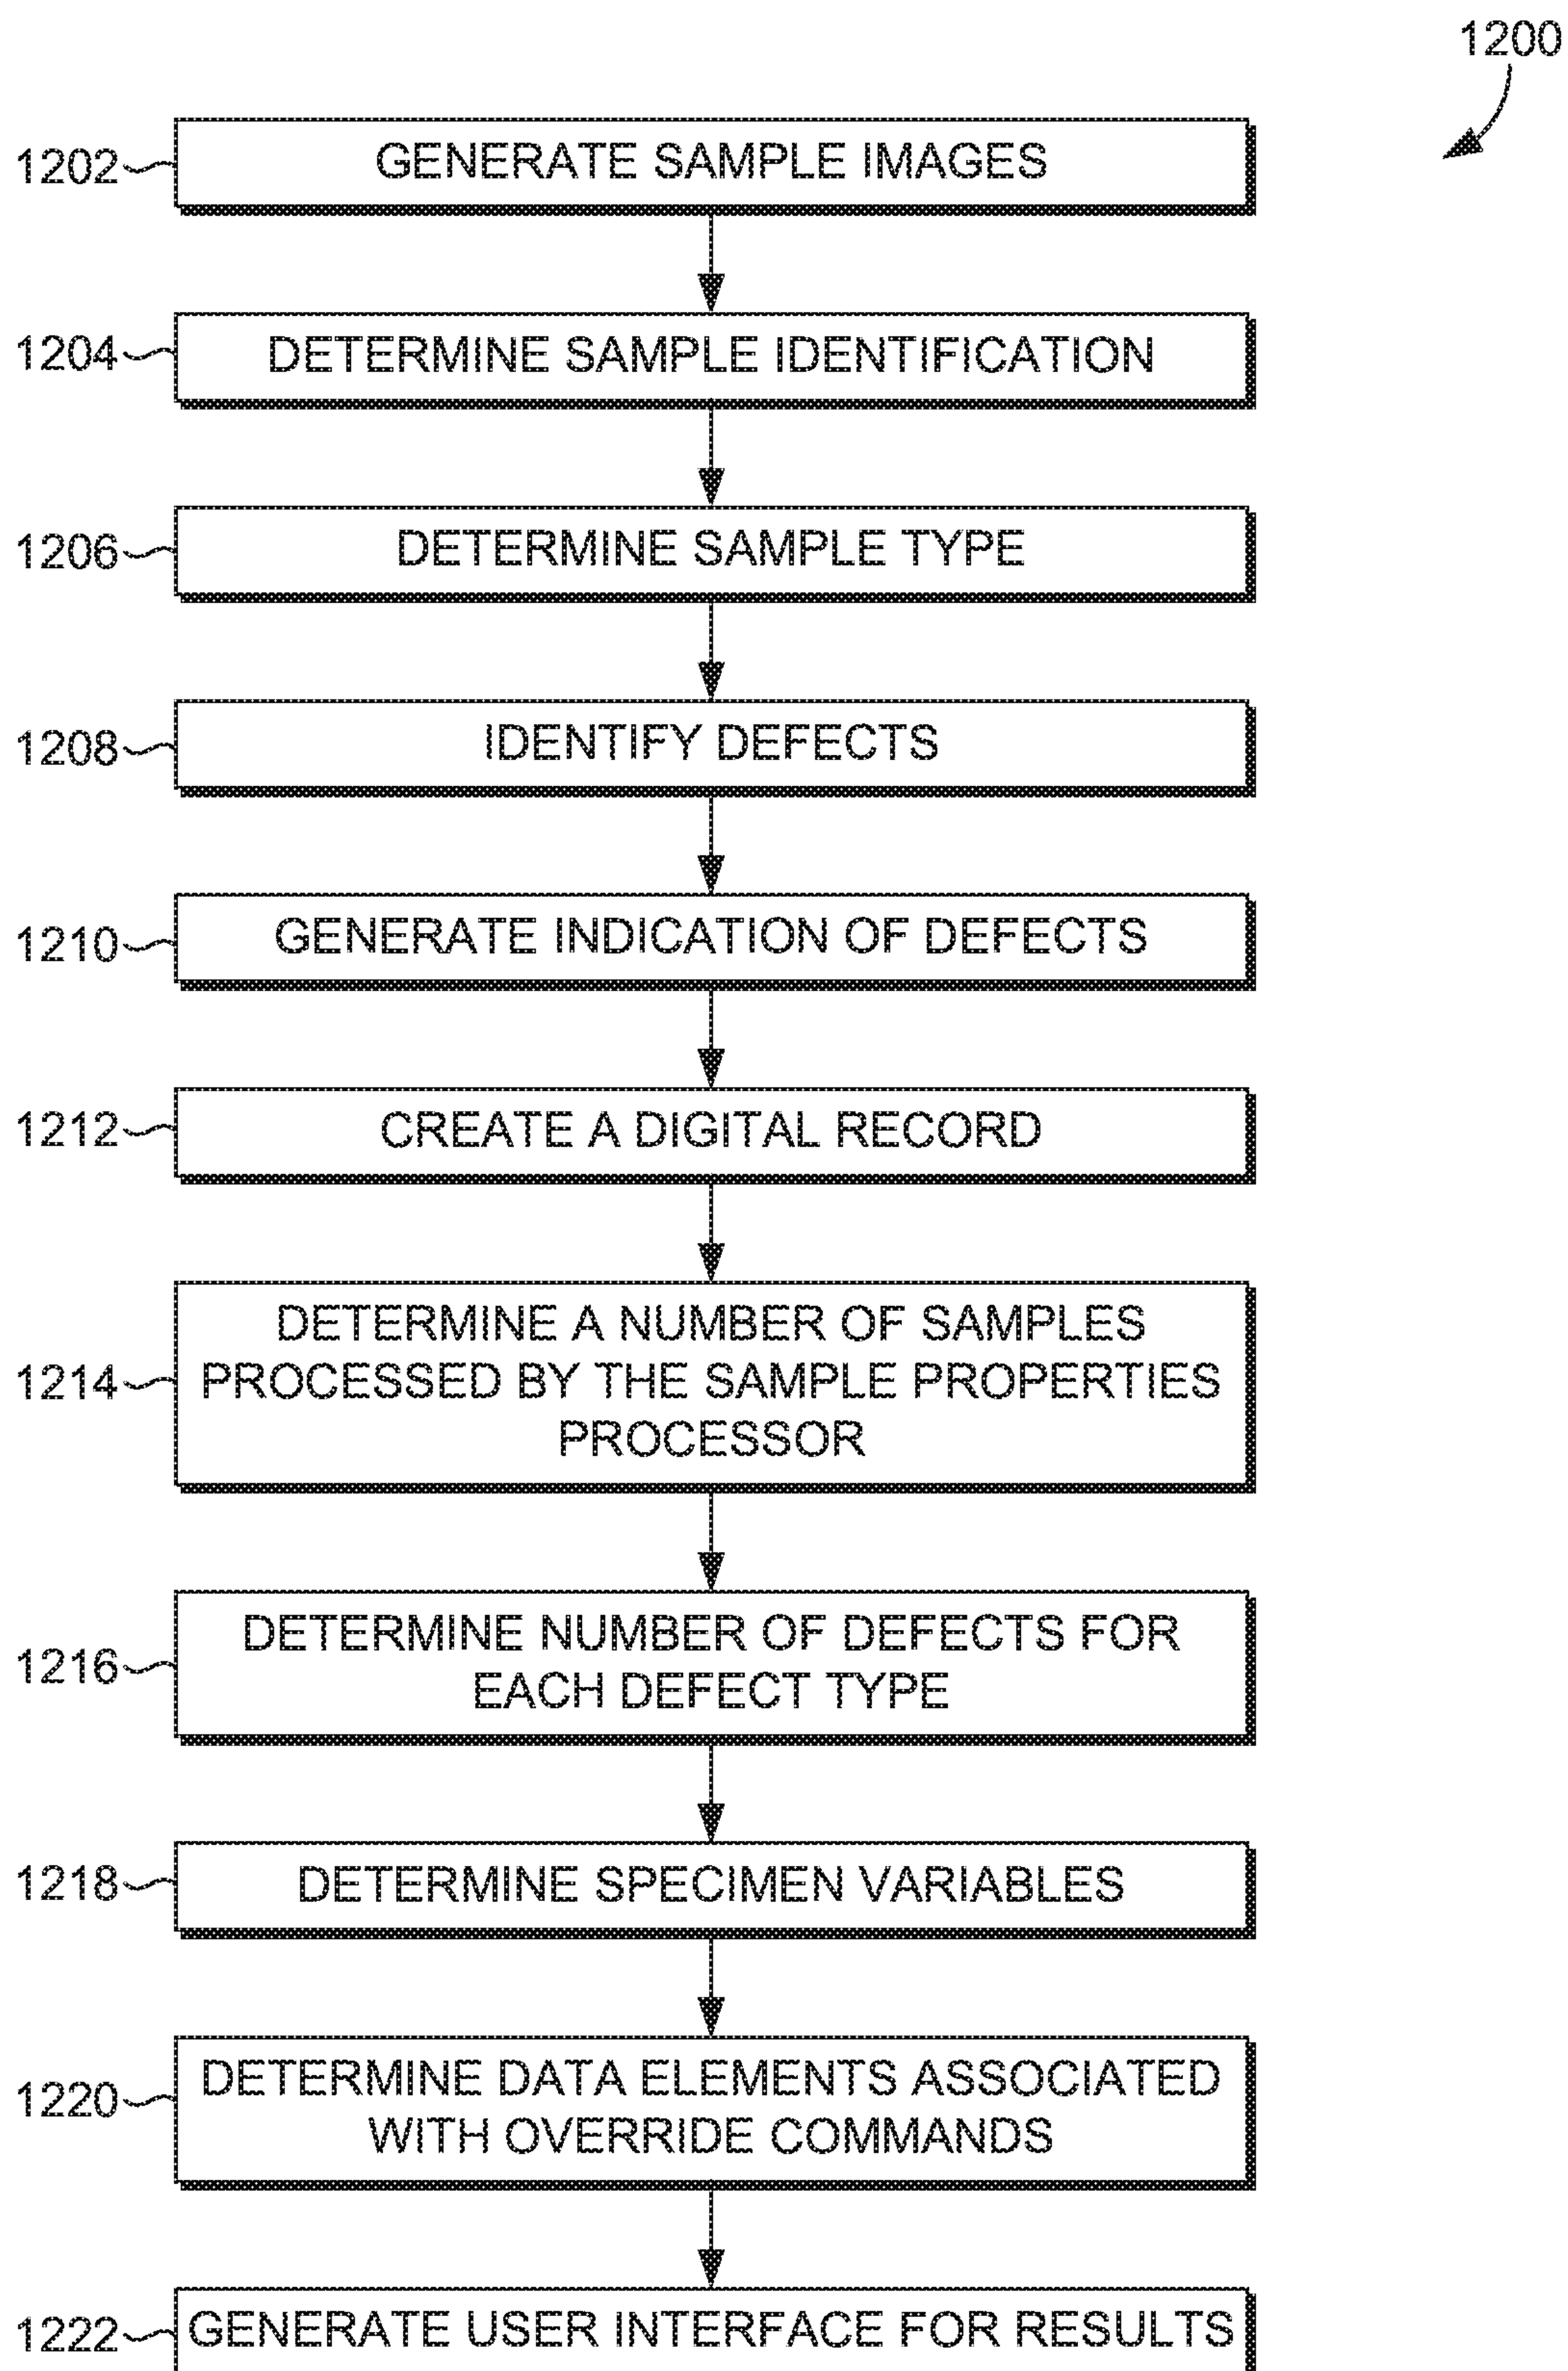 1200
1202 GENERATE SAMPLE IMAGES
1204 DETERMINE SAMPLE IDENTIFICATION
1206 DETERMINE SAMPLE TYPE
1208 IDENTIFY DEFECTS
1210 GENERATE INDICATION OF DEFECTS
1212 CREATE A DIGITAL RECORD
DETERMINE A NUMBER OF SAMPLES
1214 PROCESSED BY THE SAMPLE PROPERTIES
PROCESSOR
1216 DETERMINE NUMBER OF DEFECTS FOR
EACH DEFECT TYPE
1218 DETERMINE SPECIMEN VARIABLES
1220 DETERMINE DATA ELEMENTS ASSOCIATED
WITH OVERRIDE COMMANDS
1222 GENERATE USER INTERFACE FOR RESULTS